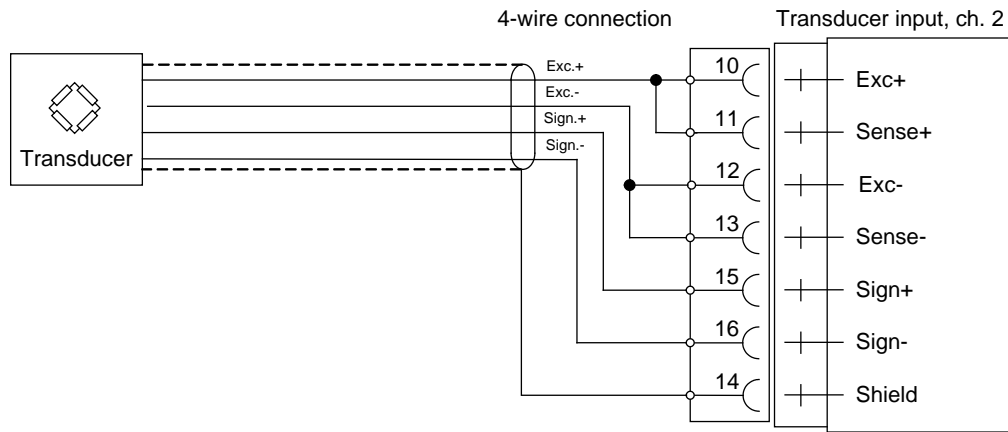 4-wire connection
Transducer input, ch. 2
Transducer
Exc.+
Exc.-
Sign.+
Sign.-
10
Exc+
11
Sense+
12
Exc-
13
Sense-
15
Sign+
16
Sign-
14
Shield